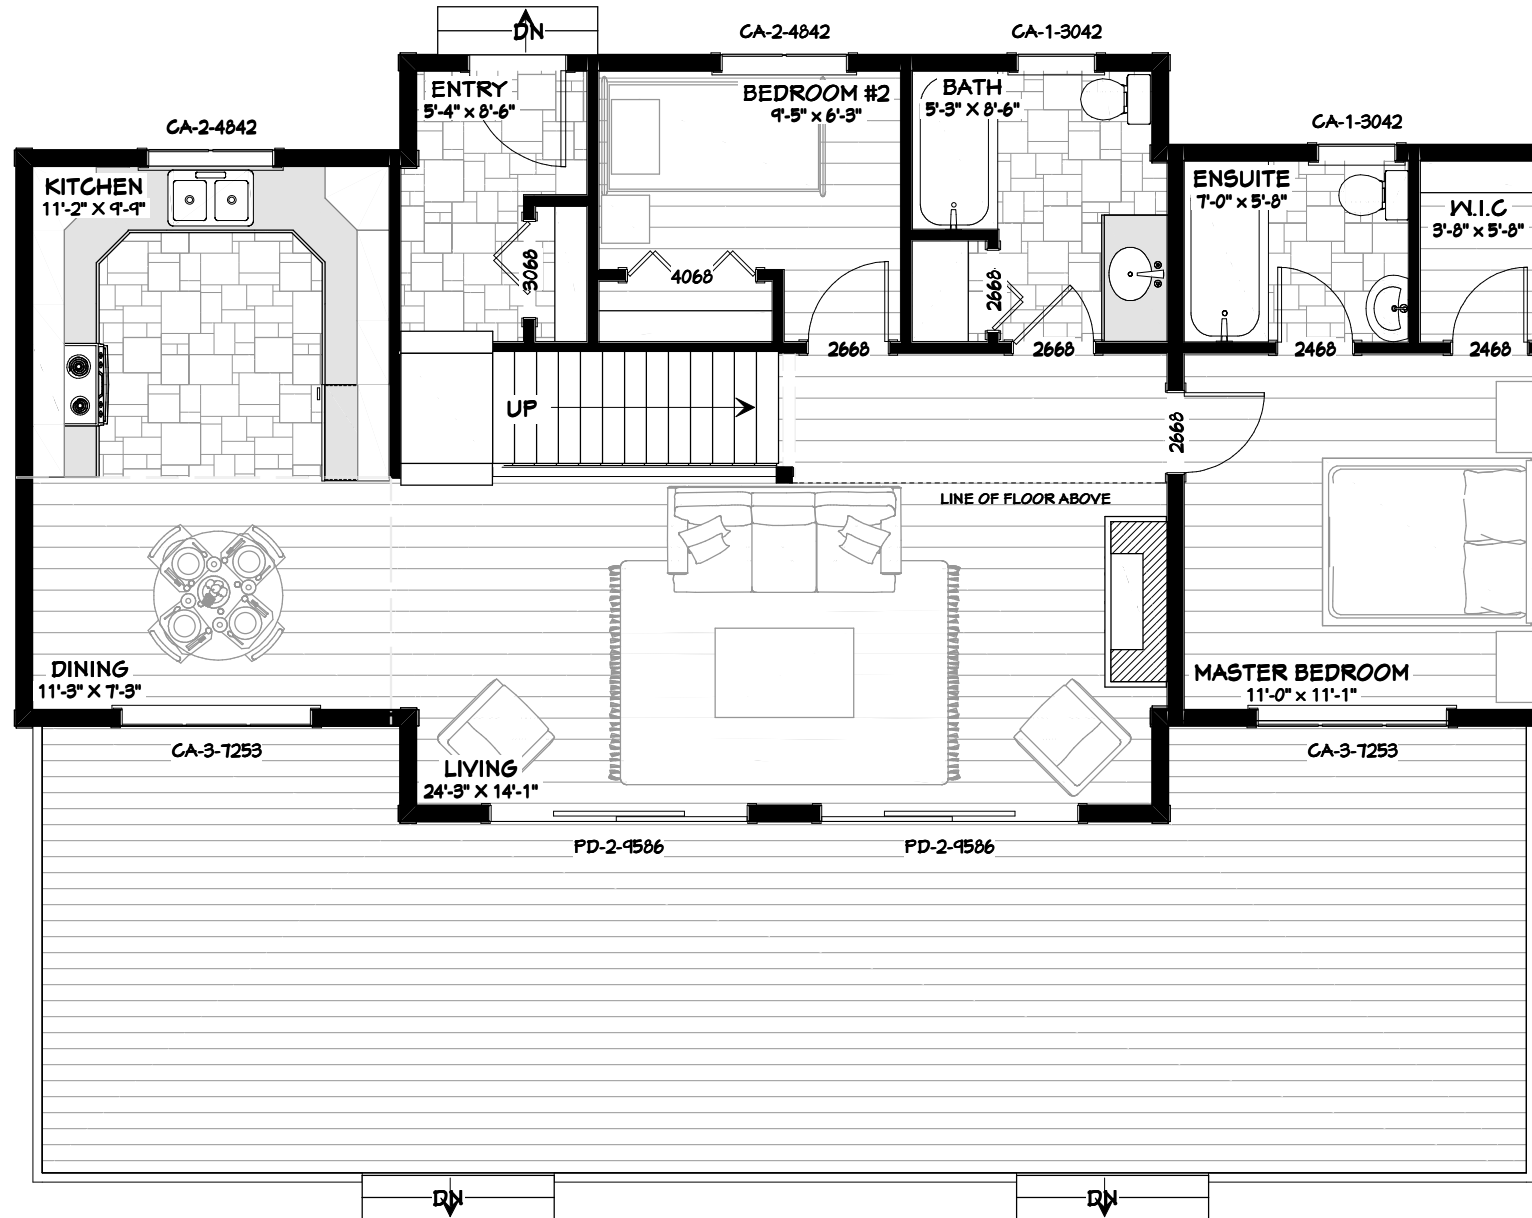 DN
CA-2-4842
CA-1-3042
ENTRY
5'-4" X 8'-6"
BEDROOM #2
9'-5" X 6'-3"
BATH
5'-3" X 8'-6"
CA-2-4842
CA-1-3042
KITCHEN
11'-2" X 9'-9"
ENSUITE
7'-0" X 5'-8"
W.I.C
3'-8" X 5'-8"
3068
4068
2668
2668
2668
2468
2468
UP
2668
LINE OF FLOOR ABOVE
DINING
11'-3" X 7'-3"
MASTER BEDROOM
11'-0" X 11'-1"
CA-3-7253
CA-3-7253
LIVING
24'-3" X 14'-1"
PD-2-9586
PD-2-9586
DN
DN